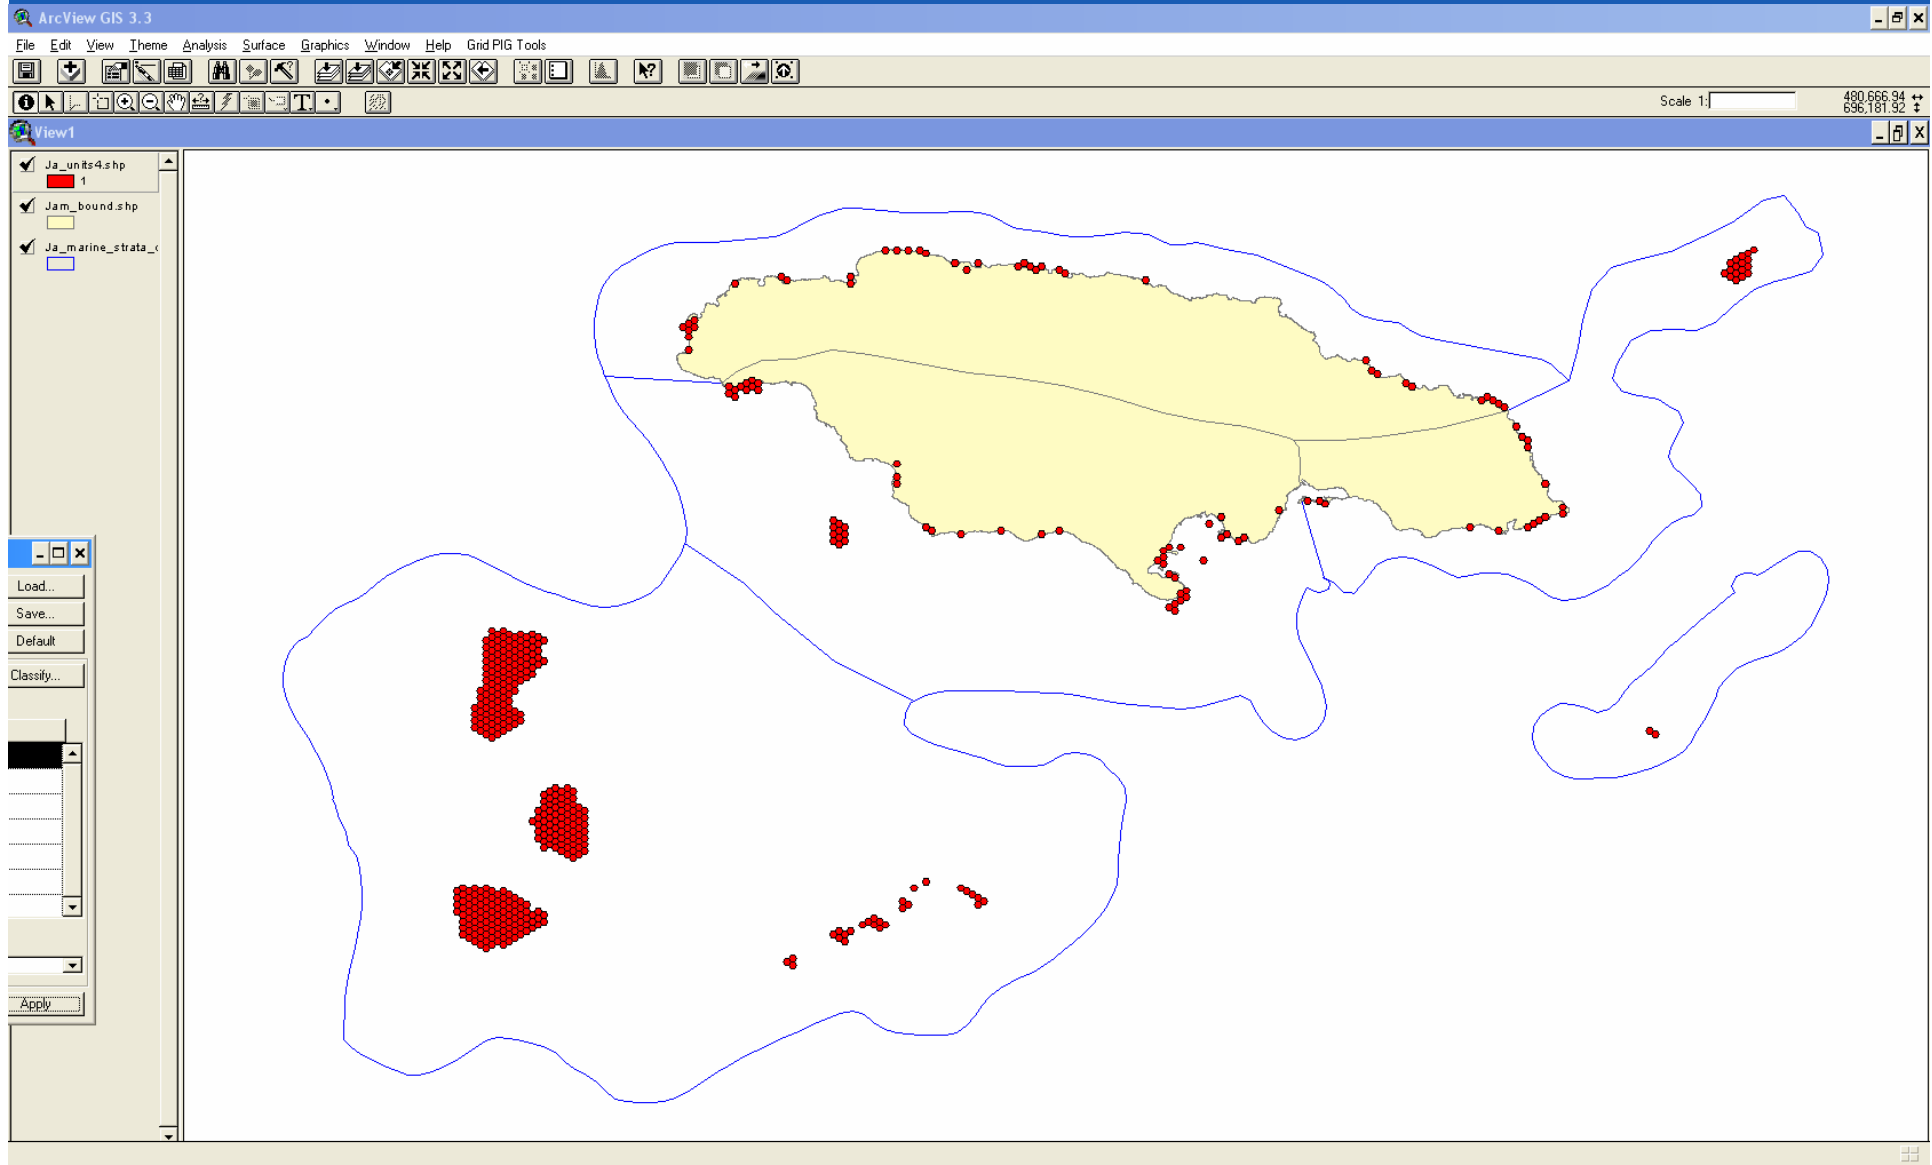 ArcView GIS 3.3
File Edit View Theme Analysis Surface Graphics Window Help Grid PIG Tools
Scale 1:
480,666.94
696,181.92
View1
Ja_units4.shp
1
Jam_bound.shp
Ja_marine_strata_
Load...
Save...
Default
Classify...
Apply